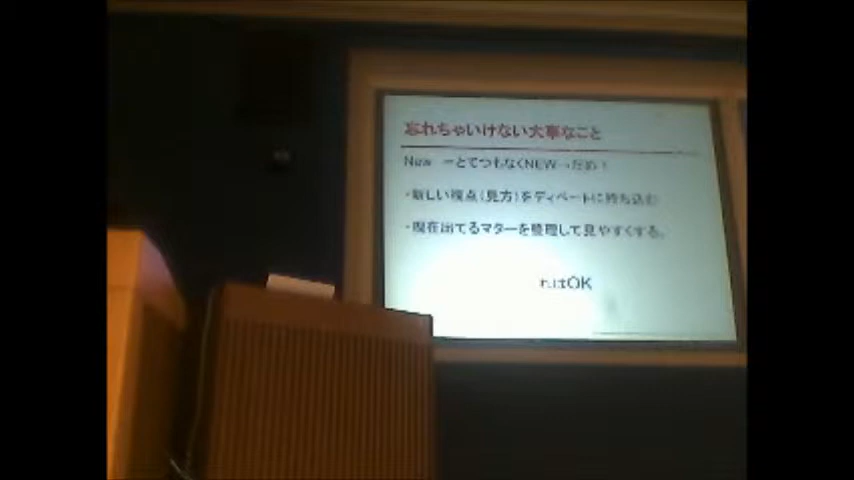 忘れちゃいけない大事なこと
New =とてつもなくNEW→だめ!
・新しい視点(見方)をディベートに持ち込む
・現在出てるマターを整理して見やすくする。
ればOK